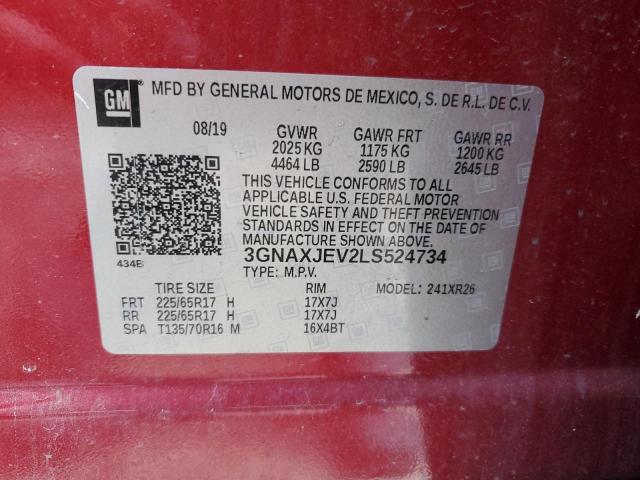 GM MFD BY GENERAL MOTORS DE MEXICO, S. DE R.L. DE C.V.
08/19 GVWR GAWR FRT GAWR RR
2025 KG 1175 KG 1200 KG
4464 LB 2590 LB 2645 LB
THIS VEHICLE CONFORMS TO ALL
APPLICABLE U.S. FEDERAL MOTOR
VEHICLE SAFETY AND THEFT PREVENTION
STANDARDS IN EFFECT ON THE DATE OF
MANUFACTURE SHOWN ABOVE.
434B 3GNAXJEV2LS524734
TYPE: M.P.V.
TIRE SIZE RIM MODEL: 241XR26
FRT 225/65R17 H 17X7J
RR 225/65R17 H 17X7J
SPA T135/70R16 M 16X4BT